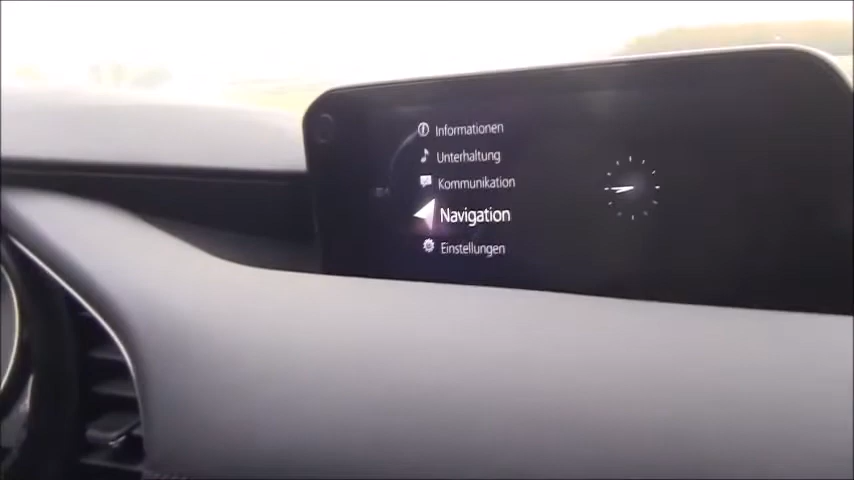 Informationen
Unterhaltung
Kommunikation
Navigation
Einstellungen